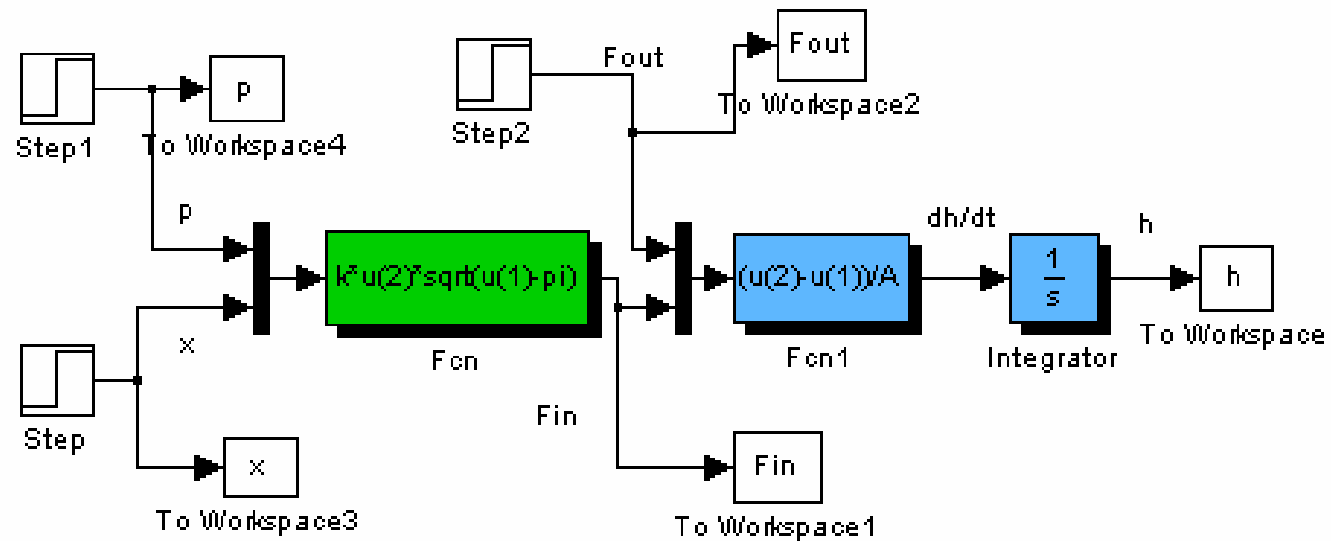 Step1
p
To Workspace4
Step2
Fout
Fout
To Workspace2
p
k*u(2)*sqrt(u(1)-pi)
Fcn
(u(2)-u(1))/A
Fcn1
dh/dt
1
s
Integrator
h
h
To Workspace
x
Step
x
To Workspace3
Fin
Fin
To Workspace1